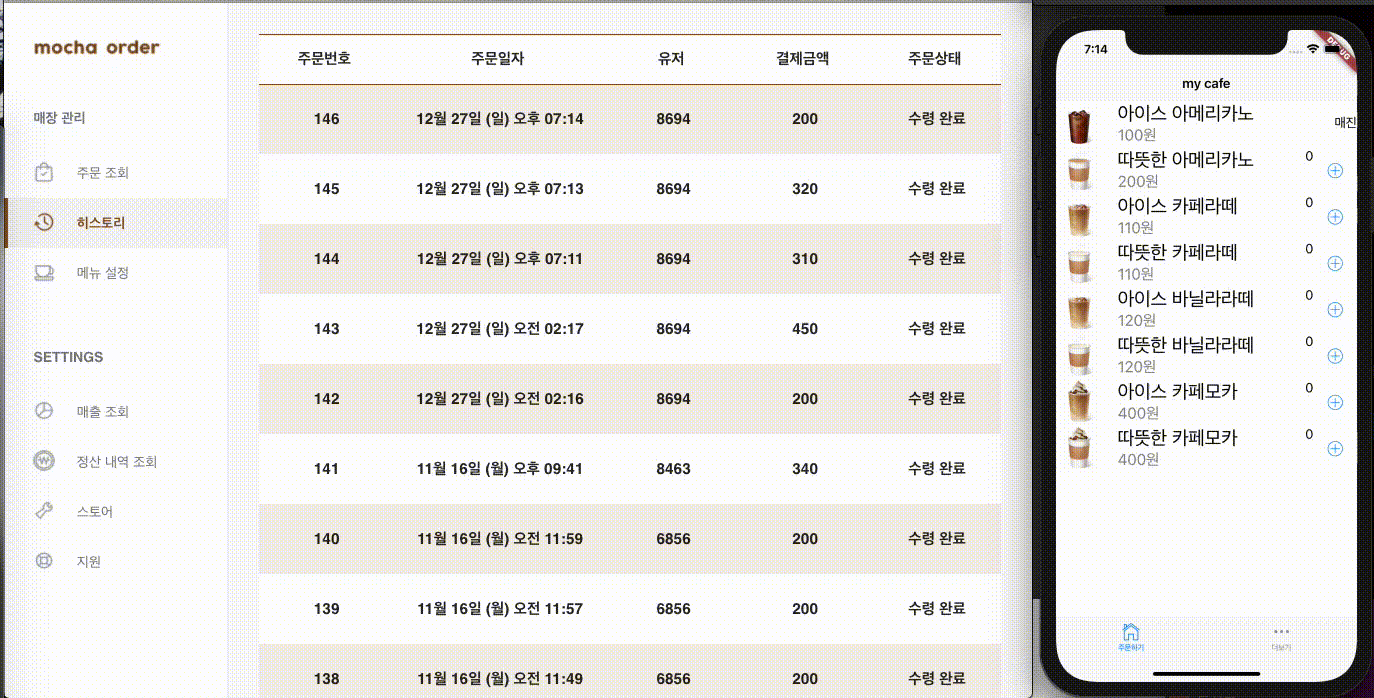 mocha order
매장 관리
주문 조회
히스토리
메뉴 설정
SETTINGS
매출 조회
정산 내역 조회
스토어
지원
주문번호 주문일자 유저 결제금액 주문상태
146 12월 27일 (일) 오후 07:14 8694 200 수령 완료
145 12월 27일 (일) 오후 07:13 8694 320 수령 완료
144 12월 27일 (일) 오후 07:11 8694 310 수령 완료
143 12월 27일 (일) 오전 02:17 8694 450 수령 완료
142 12월 27일 (일) 오전 02:16 8694 200 수령 완료
141 11월 16일 (월) 오후 09:41 8463 340 수령 완료
140 11월 16일 (월) 오전 11:59 6856 200 수령 완료
139 11월 16일 (월) 오전 11:57 6856 200 수령 완료
138 11월 16일 (월) 오전 11:49 6856 200 수령 완료
7:14
DEBUG
my cafe
아이스 아메리카노
100원 매진
따뜻한 아메리카노 0
200원
아이스 카페라떼 0
110원
따뜻한 카페라떼 0
110원
아이스 바닐라라떼 0
120원
따뜻한 바닐라라떼 0
120원
아이스 카페모카 0
400원
따뜻한 카페모카 0
400원
주문하기 더보기